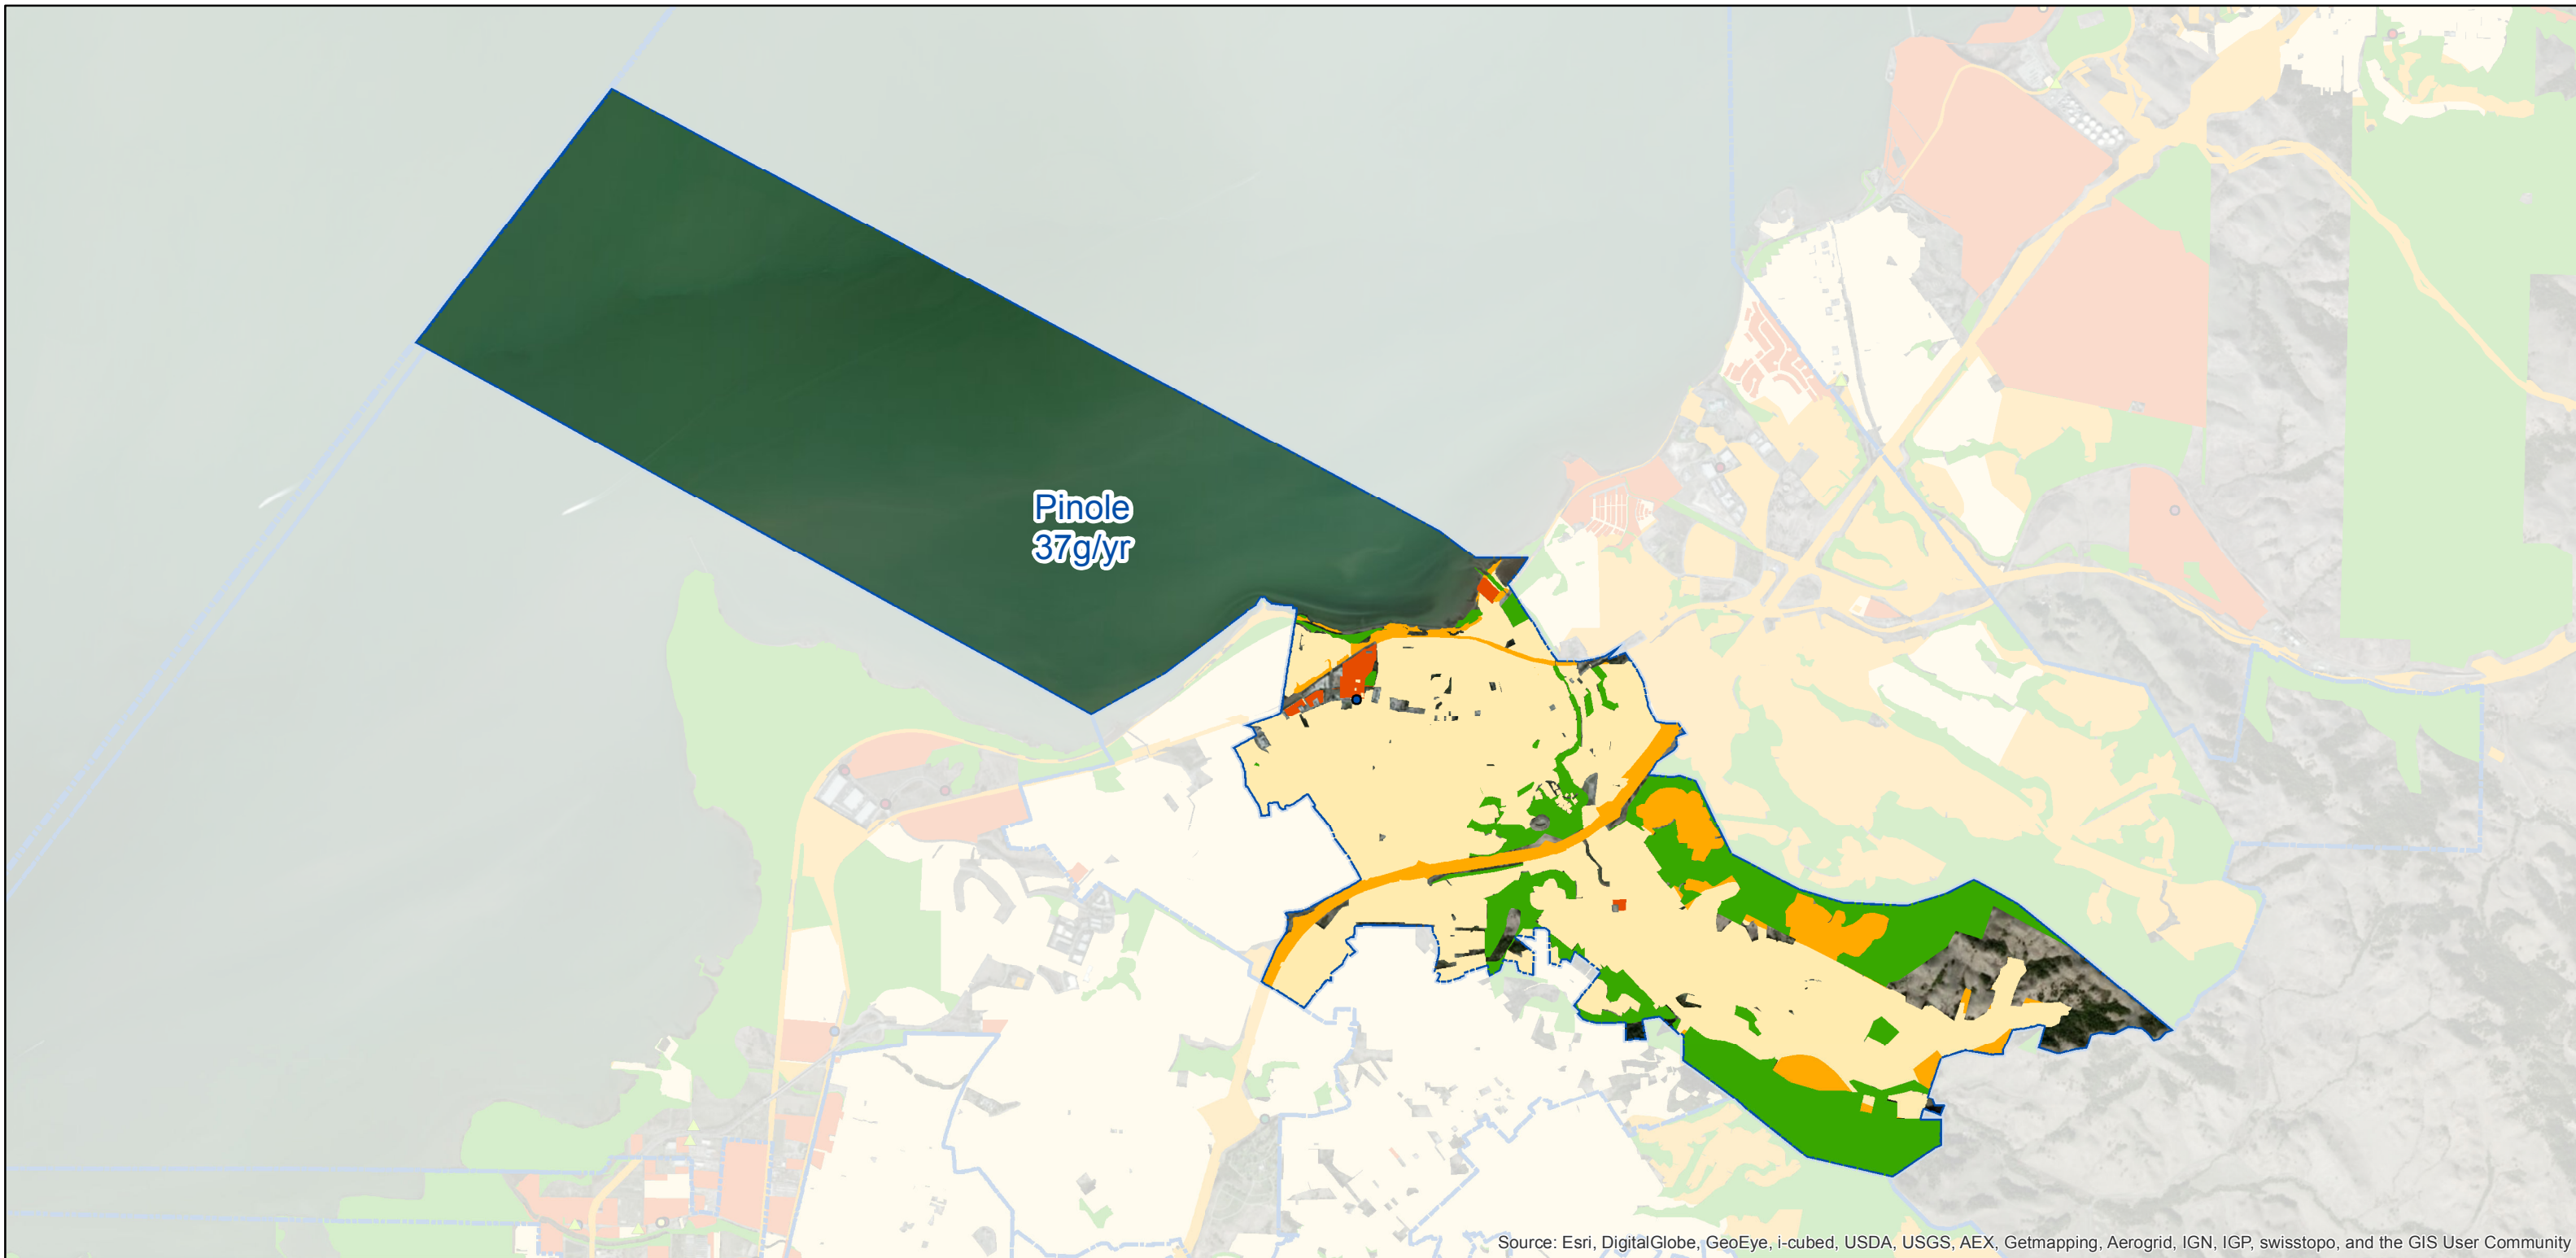 Pinole
37g/yr
Source: Esri, DigitalGlobe, GeoEye, i-cubed, USDA, USGS, AEX, Getmapping, Aerogrid, IGN, IGP, swisstopo, and the GIS User Community